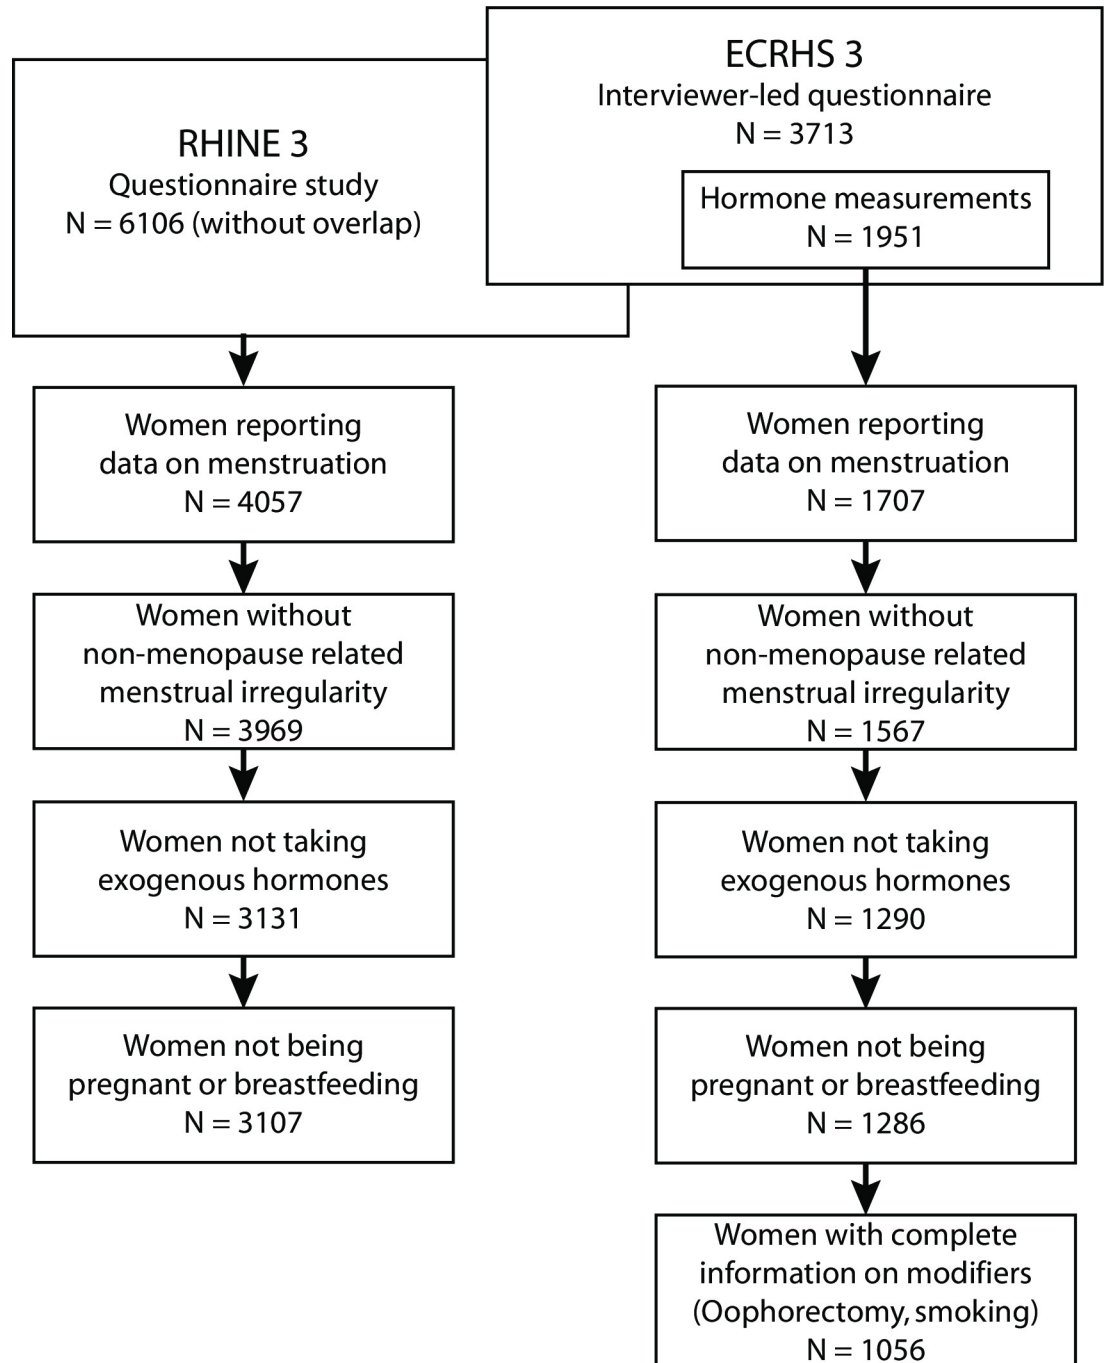 RHINE 3
Questionnaire study
N = 6106 (without overlap)
ECRHS 3
Interviewer-led questionnaire
N = 3713
Hormone measurements
N = 1951
Women reporting
data on menstruation
N = 4057
Women without
non-menopause related
menstrual irregularity
N = 3969
Women not taking
exogenous hormones
N = 3131
Women not being
pregnant or breastfeeding
N = 3107
Women reporting
data on menstruation
N = 1707
Women without
non-menopause related
menstrual irregularity
N = 1567
Women not taking
exogenous hormones
N = 1290
Women not being
pregnant or breastfeeding
N = 1286
Women with complete
information on modifiers
(Oophorectomy, smoking)
N = 1056